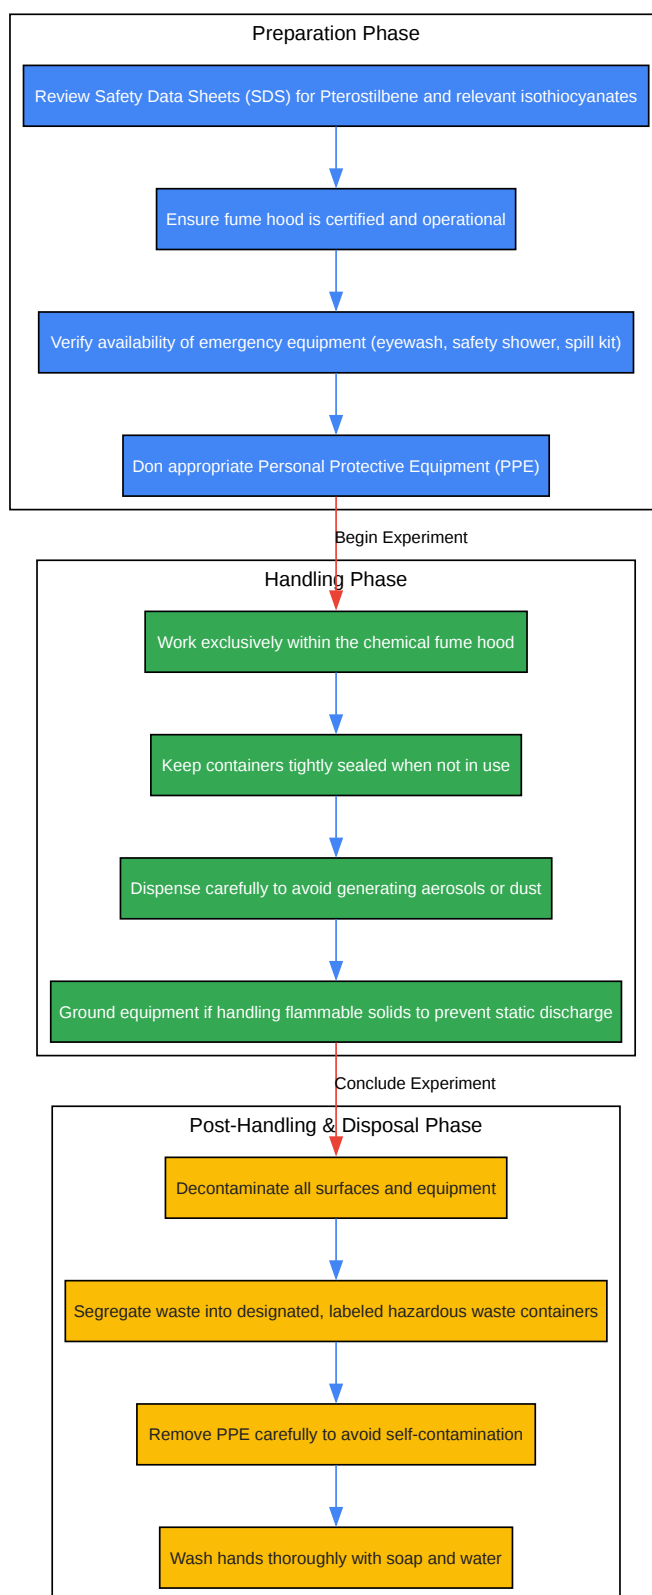 Preparation Phase
Review Safety Data Sheets (SDS) for Pterostilbene and relevant isothiocyanates
Ensure fume hood is certified and operational
Verify availability of emergency equipment (eyewash, safety shower, spill kit)
Don appropriate Personal Protective Equipment (PPE)
Begin Experiment
Handling Phase
Work exclusively within the chemical fume hood
Keep containers tightly sealed when not in use
Dispense carefully to avoid generating aerosols or dust
Ground equipment if handling flammable solids to prevent static discharge
Conclude Experiment
Post-Handling & Disposal Phase
Decontaminate all surfaces and equipment
Segregate waste into designated, labeled hazardous waste containers
Remove PPE carefully to avoid self-contamination
Wash hands thoroughly with soap and water